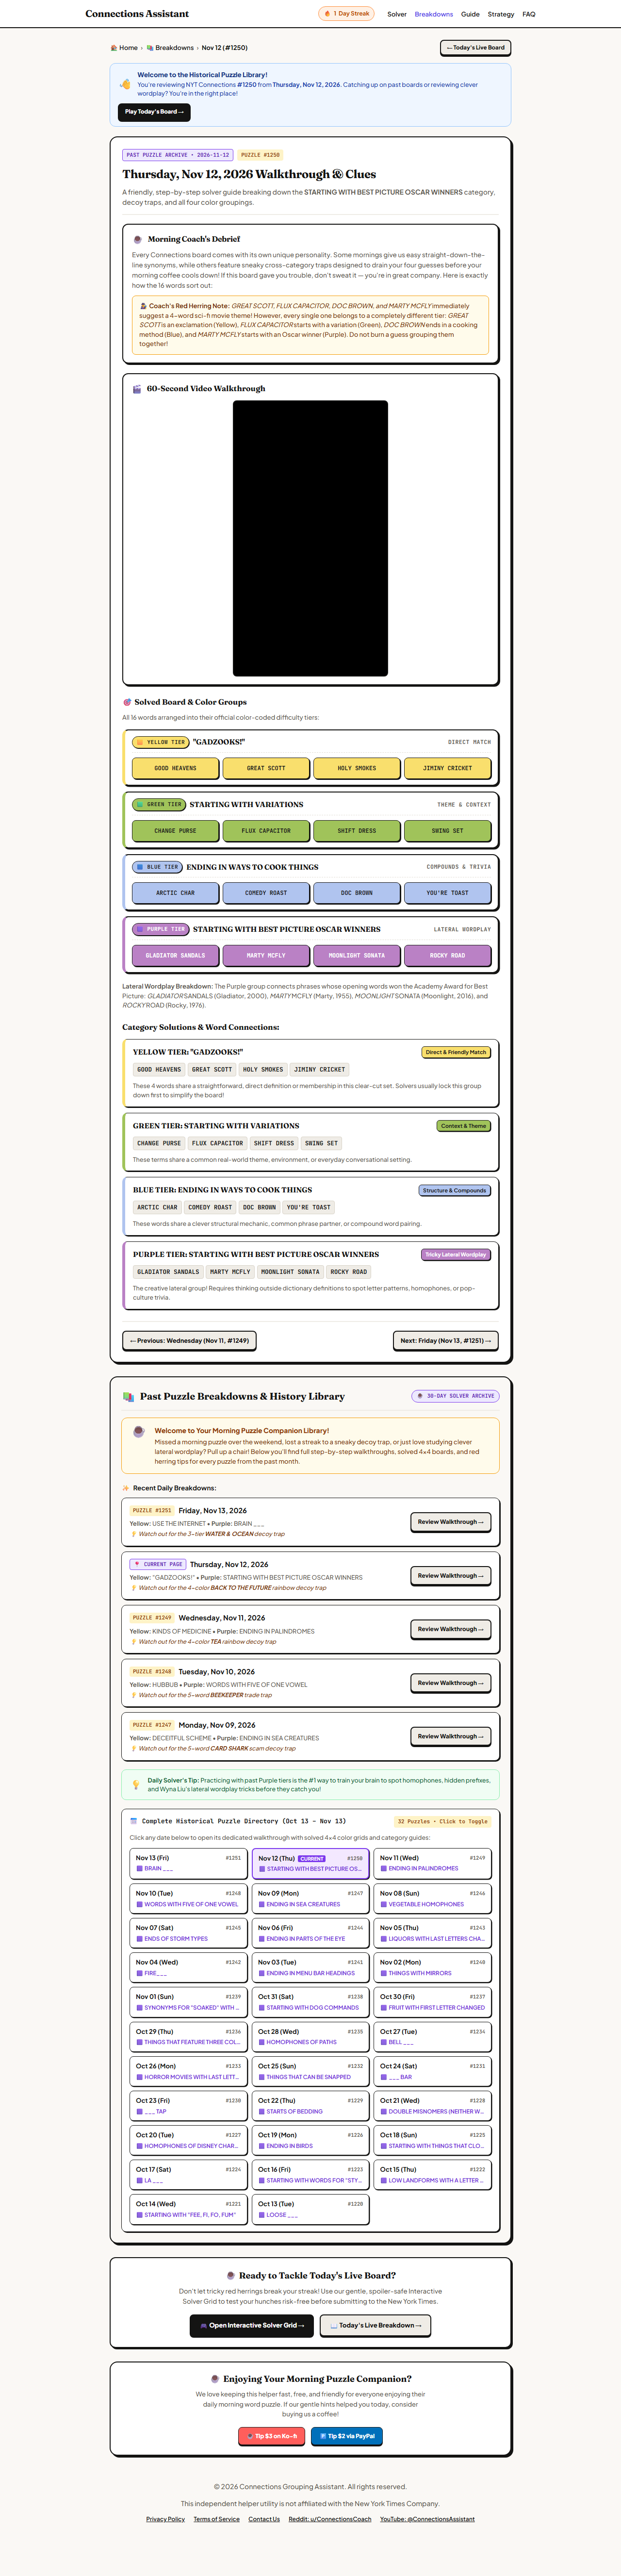 Connections Assistant
1 Day Streak
Solver
Breakdowns
Guide
Strategy
FAQ
Home › Breakdowns › Nov 12 (#1250)
← Today's Live Board
Welcome to the Historical Puzzle Library!
You're reviewing NYT Connections #1250 from Thursday, Nov 12, 2026. Catching up on past boards or reviewing clever
wordplay? You're in the right place!
Play Today's Board →
PAST PUZZLE ARCHIVE • 2026-11-12
PUZZLE #1250
Thursday, Nov 12, 2026 Walkthrough & Clues
A friendly, step-by-step solver guide breaking down the STARTING WITH BEST PICTURE OSCAR WINNERS category,
decoy traps, and all four color groupings.
Morning Coach's Debrief
Every Connections board comes with its own unique personality. Some mornings give us easy straight-down-the-
line synonyms, while others feature sneaky cross-category traps designed to drain your four guesses before your
morning coffee cools down! If this board gave you trouble, don't sweat it — you're in great company. Here is exactly
how the 16 words sort out:
Coach's Red Herring Note: GREAT SCOTT, FLUX CAPACITOR, DOC BROWN, and MARTY MCFLY immediately
suggest a 4-word sci-fi movie theme! However, every single one belongs to a completely different tier: GREAT
SCOTT is an exclamation (Yellow), FLUX CAPACITOR starts with a variation (Green), DOC BROWN ends in a cooking
method (Blue), and MARTY MCFLY starts with an Oscar winner (Purple). Do not burn a guess grouping them
together!
60-Second Video Walkthrough
Solved Board & Color Groups
All 16 words arranged into their official color-coded difficulty tiers:
YELLOW TIER
"GADZOOKS!"
DIRECT MATCH
GOOD HEAVENS
GREAT SCOTT
HOLY SMOKES
JIMINY CRICKET
GREEN TIER
STARTING WITH VARIATIONS
THEME & CONTEXT
CHANGE PURSE
FLUX CAPACITOR
SHIFT DRESS
SWING SET
BLUE TIER
ENDING IN WAYS TO COOK THINGS
COMPOUNDS & TRIVIA
ARCTIC CHAR
COMEDY ROAST
DOC BROWN
YOU'RE TOAST
PURPLE TIER
STARTING WITH BEST PICTURE OSCAR WINNERS
LATERAL WORDPLAY
GLADIATOR SANDALS
MARTY MCFLY
MOONLIGHT SONATA
ROCKY ROAD
Lateral Wordplay Breakdown: The Purple group connects phrases whose opening words won the Academy Award for Best
Picture: GLADIATOR SANDALS (Gladiator, 2000), MARTY MCFLY (Marty, 1955), MOONLIGHT SONATA (Moonlight, 2016), and
ROCKY ROAD (Rocky, 1976).
Category Solutions & Word Connections:
YELLOW TIER: "GADZOOKS!"
Direct & Friendly Match
GOOD HEAVENS
GREAT SCOTT
HOLY SMOKES
JIMINY CRICKET
These 4 words share a straightforward, direct definition or membership in this clear-cut set. Solvers usually lock this group
down first to simplify the board!
GREEN TIER: STARTING WITH VARIATIONS
Context & Theme
CHANGE PURSE
FLUX CAPACITOR
SHIFT DRESS
SWING SET
These terms share a common real-world theme, environment, or everyday conversational setting.
BLUE TIER: ENDING IN WAYS TO COOK THINGS
Structure & Compounds
ARCTIC CHAR
COMEDY ROAST
DOC BROWN
YOU'RE TOAST
These words share a clever structural mechanic, common phrase partner, or compound word pairing.
PURPLE TIER: STARTING WITH BEST PICTURE OSCAR WINNERS
Tricky Lateral Wordplay
GLADIATOR SANDALS
MARTY MCFLY
MOONLIGHT SONATA
ROCKY ROAD
The creative lateral group! Requires thinking outside dictionary definitions to spot letter patterns, homophones, or pop-
culture trivia.
← Previous: Wednesday (Nov 11, #1249)
Next: Friday (Nov 13, #1251) →
Past Puzzle Breakdowns & History Library
30-DAY SOLVER ARCHIVE
Welcome to Your Morning Puzzle Companion Library!
Missed a morning puzzle over the weekend, lost a streak to a sneaky decoy trap, or just love studying clever
lateral wordplay? Pull up a chair! Below you'll find full step-by-step walkthroughs, solved 4x4 boards, and red
herring tips for every puzzle from the past month.
Recent Daily Breakdowns:
PUZZLE #1251 Friday, Nov 13, 2026
Yellow: USE THE INTERNET • Purple: BRAIN ___
Watch out for the 3-tier WATER & OCEAN decoy trap
Review Walkthrough →
CURRENT PAGE Thursday, Nov 12, 2026
Yellow: "GADZOOKS!" • Purple: STARTING WITH BEST PICTURE OSCAR WINNERS
Watch out for the 4-color BACK TO THE FUTURE rainbow decoy trap
Review Walkthrough →
PUZZLE #1249 Wednesday, Nov 11, 2026
Yellow: KINDS OF MEDICINE • Purple: ENDING IN PALINDROMES
Watch out for the 4-color TEA rainbow decoy trap
Review Walkthrough →
PUZZLE #1248 Tuesday, Nov 10, 2026
Yellow: HUBBUB • Purple: WORDS WITH FIVE OF ONE VOWEL
Watch out for the 5-word BEEKEEPER trade trap
Review Walkthrough →
PUZZLE #1247 Monday, Nov 09, 2026
Yellow: DECEITFUL SCHEME • Purple: ENDING IN SEA CREATURES
Watch out for the 5-word CARD SHARK scam decoy trap
Review Walkthrough →
Daily Solver's Tip: Practicing with past Purple tiers is the #1 way to train your brain to spot homophones, hidden prefixes,
and Wyna Liu's lateral wordplay tricks before they catch you!
Complete Historical Puzzle Directory (Oct 13 – Nov 13)
32 Puzzles • Click to Toggle
Click any date below to open its dedicated walkthrough with solved 4x4 color grids and category guides:
Nov 13 (Fri) #1251
BRAIN ___
Nov 12 (Thu) CURRENT #1250
STARTING WITH BEST PICTURE OS...
Nov 11 (Wed) #1249
ENDING IN PALINDROMES
Nov 10 (Tue) #1248
WORDS WITH FIVE OF ONE VOWEL
Nov 09 (Mon) #1247
ENDING IN SEA CREATURES
Nov 08 (Sun) #1246
VEGETABLE HOMOPHONES
Nov 07 (Sat) #1245
ENDS OF STORM TYPES
Nov 06 (Fri) #1244
ENDING IN PARTS OF THE EYE
Nov 05 (Thu) #1243
LIQUORS WITH LAST LETTERS CHA...
Nov 04 (Wed) #1242
FIRE___
Nov 03 (Tue) #1241
ENDING IN MENU BAR HEADINGS
Nov 02 (Mon) #1240
THINGS WITH MIRRORS
Nov 01 (Sun) #1239
SYNONYMS FOR "SOAKED" WITH ...
Oct 31 (Sat) #1238
STARTING WITH DOG COMMANDS
Oct 30 (Fri) #1237
FRUIT WITH FIRST LETTER CHANGED
Oct 29 (Thu) #1236
THINGS THAT FEATURE THREE COL...
Oct 28 (Wed) #1235
HOMOPHONES OF PATHS
Oct 27 (Tue) #1234
BELL ___
Oct 26 (Mon) #1233
HORROR MOVIES WITH LAST LETT...
Oct 25 (Sun) #1232
THINGS THAT CAN BE SNAPPED
Oct 24 (Sat) #1231
___ BAR
Oct 23 (Fri) #1230
___ TAP
Oct 22 (Thu) #1229
STARTS OF BEDDING
Oct 21 (Wed) #1228
DOUBLE MISNOMERS (NEITHER W...
Oct 20 (Tue) #1227
HOMOPHONES OF DISNEY CHAR...
Oct 19 (Mon) #1226
ENDING IN BIRDS
Oct 18 (Sun) #1225
STARTING WITH THINGS THAT CLO...
Oct 17 (Sat) #1224
LA ___
Oct 16 (Fri) #1223
STARTING WITH WORDS FOR "STY...
Oct 15 (Thu) #1222
LOW LANDFORMS WITH A LETTER ...
Oct 14 (Wed) #1221
STARTING WITH "FEE, FI, FO, FUM"
Oct 13 (Tue) #1220
LOOSE ___
Ready to Tackle Today's Live Board?
Don't let tricky red herrings break your streak! Use our gentle, spoiler-safe Interactive
Solver Grid to test your hunches risk-free before submitting to the New York Times.
Open Interactive Solver Grid →
Today's Live Breakdown →
Enjoying Your Morning Puzzle Companion?
We love keeping this helper fast, free, and friendly for everyone enjoying their
daily morning word puzzle. If our gentle hints helped you today, consider
buying us a coffee!
Tip $3 on Ko-fi
Tip $2 via PayPal
© 2026 Connections Grouping Assistant. All rights reserved.
This independent helper utility is not affiliated with the New York Times Company.
Privacy Policy
Terms of Service
Contact Us
Reddit: u/ConnectionsCoach
YouTube: @ConnectionsAssistant